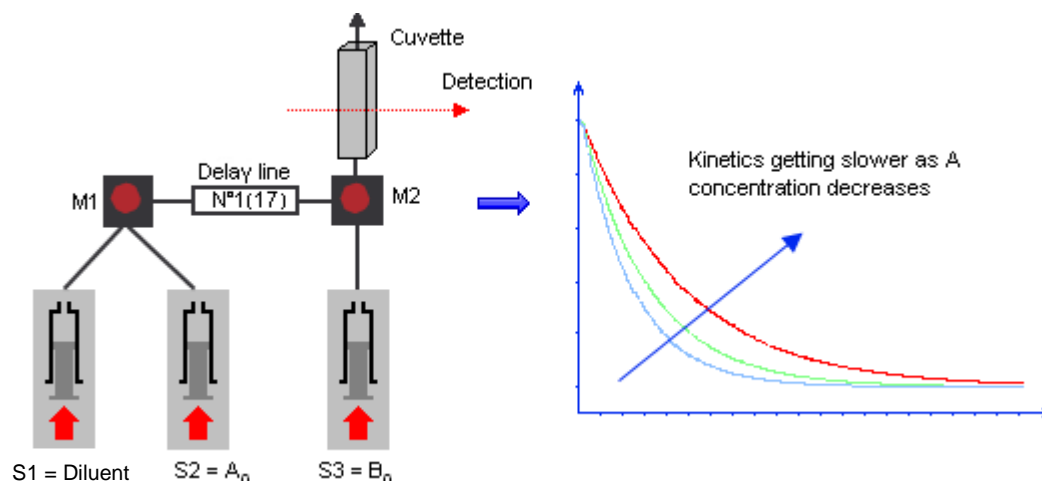 Cuvette
Detection
Delay line
M1
N°1(17)
M2
Kinetics getting slower as A
concentration decreases
S1 = Diluent
S2 = A₀
S3 = B₀